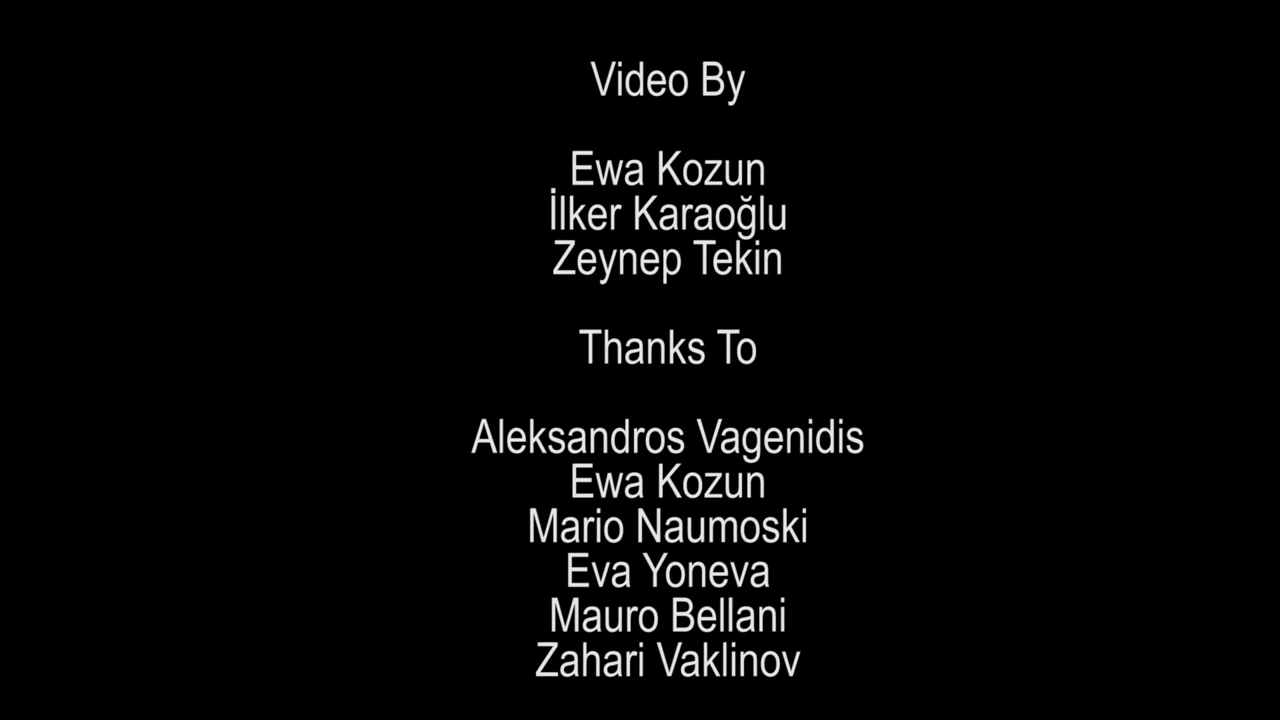 Video By
Ewa Kozun
İlker Karaoğlu
Zeynep Tekin
Thanks To
Aleksandros Vagenidis
Ewa Kozun
Mario Naumoski
Eva Yoneva
Mauro Bellani
Zahari Vaklinov